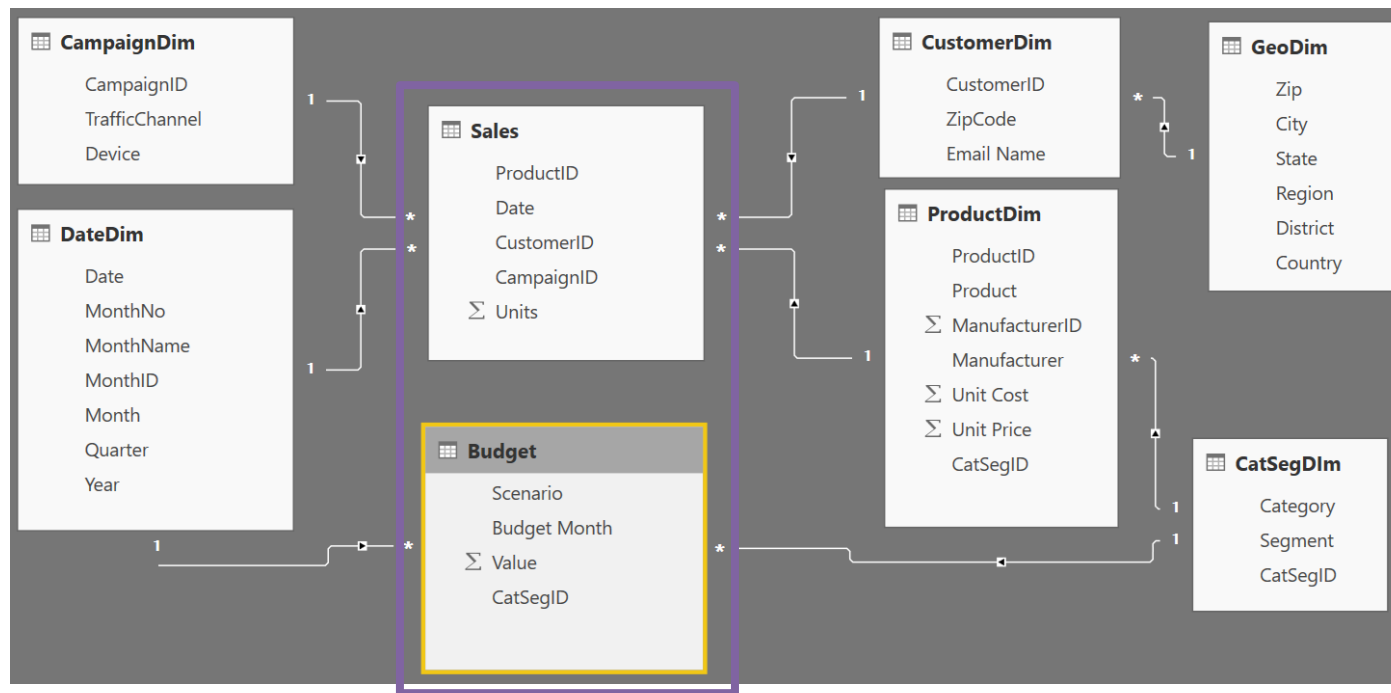 CampaignDim
CampaignID
TrafficChannel
Device
1
*
DateDim
Date
MonthNo
MonthName
MonthID
Month
Quarter
Year
1
*
1
*
Sales
ProductID
Date
CustomerID
CampaignID
Σ Units
Budget
Scenario
Budget Month
Σ Value
CatSegID
*
1
*
1
*
CustomerDim
CustomerID
ZipCode
Email Name
*
1
ProductDim
ProductID
Product
Σ ManufacturerID
Manufacturer
Σ Unit Cost
Σ Unit Price
CatSegID
*
1
1
GeoDim
Zip
City
State
Region
District
Country
CatSegDIm
Category
Segment
CatSegID